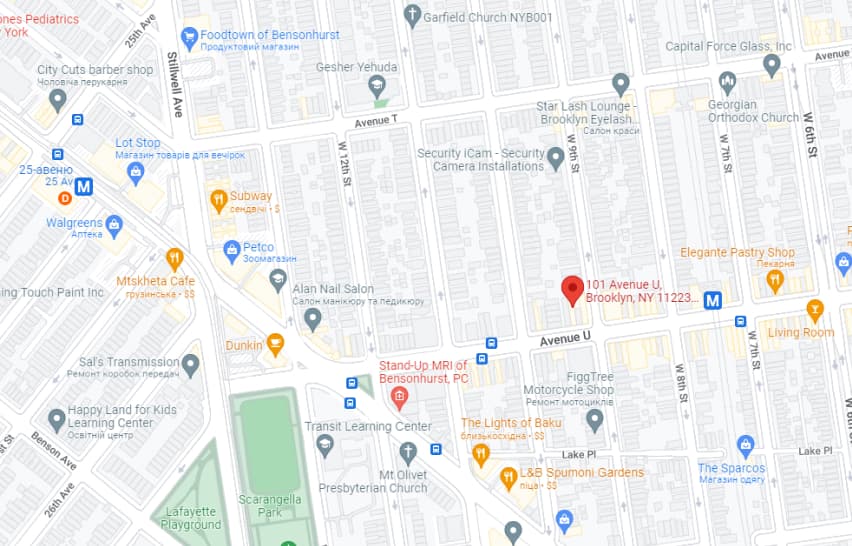 ones Pediatrics
York
25th Ave
Foodtown of Bensonhurst
Продуктовий магазин
Garfield Church NYB001
Capital Force Glass, Inc
Avenue
Stillwell Ave
City Cuts barber shop
Чоловіча перукарня
Gesher Yehuda
Star Lash Lounge -
Brooklyn Eyelash...
Салон краси
Georgian
Orthodox Church
Avenue T
W 6th St
Lot Stop
Магазин товарів для вечірок
W 12th St
Security iCam - Security
Camera Installations
W 9th St
W 7th St
25-авеню
25 Av
M
D
Subway
сендвічі • $
Walgreens
Аптека
Petco
Зоомагазин
Elegante Pastry Shop
Пекарня
Mtskheta Cafe
грузинська • $$
Alan Nail Salon
Салон манікюру та педикюру
101 Avenue U,
Brooklyn, NY 11223...
M
ing Touch Paint Inc
Living Room
Dunkin'
Avenue U
Sal's Transmission
Ремонт коробок передач
Stand-Up MRI of
Bensonhurst, PC
FiggTree
Motorcycle Shop
Ремонт мотоциклів
W 8th St
W 7th St
W 6th
Happy Land for Kids
Learning Center
Освітній центр
Transit Learning Center
The Lights of Baku
близькосхідна • $$
st St
Benson Ave
Lake Pl
Lake Pl
The Sparcos
Магазин одягу
Mt Olivet
Presbyterian Church
L&B Spumoni Gardens
піца • $$
26th Ave
Scarangella
Park
Lafayette
Playground